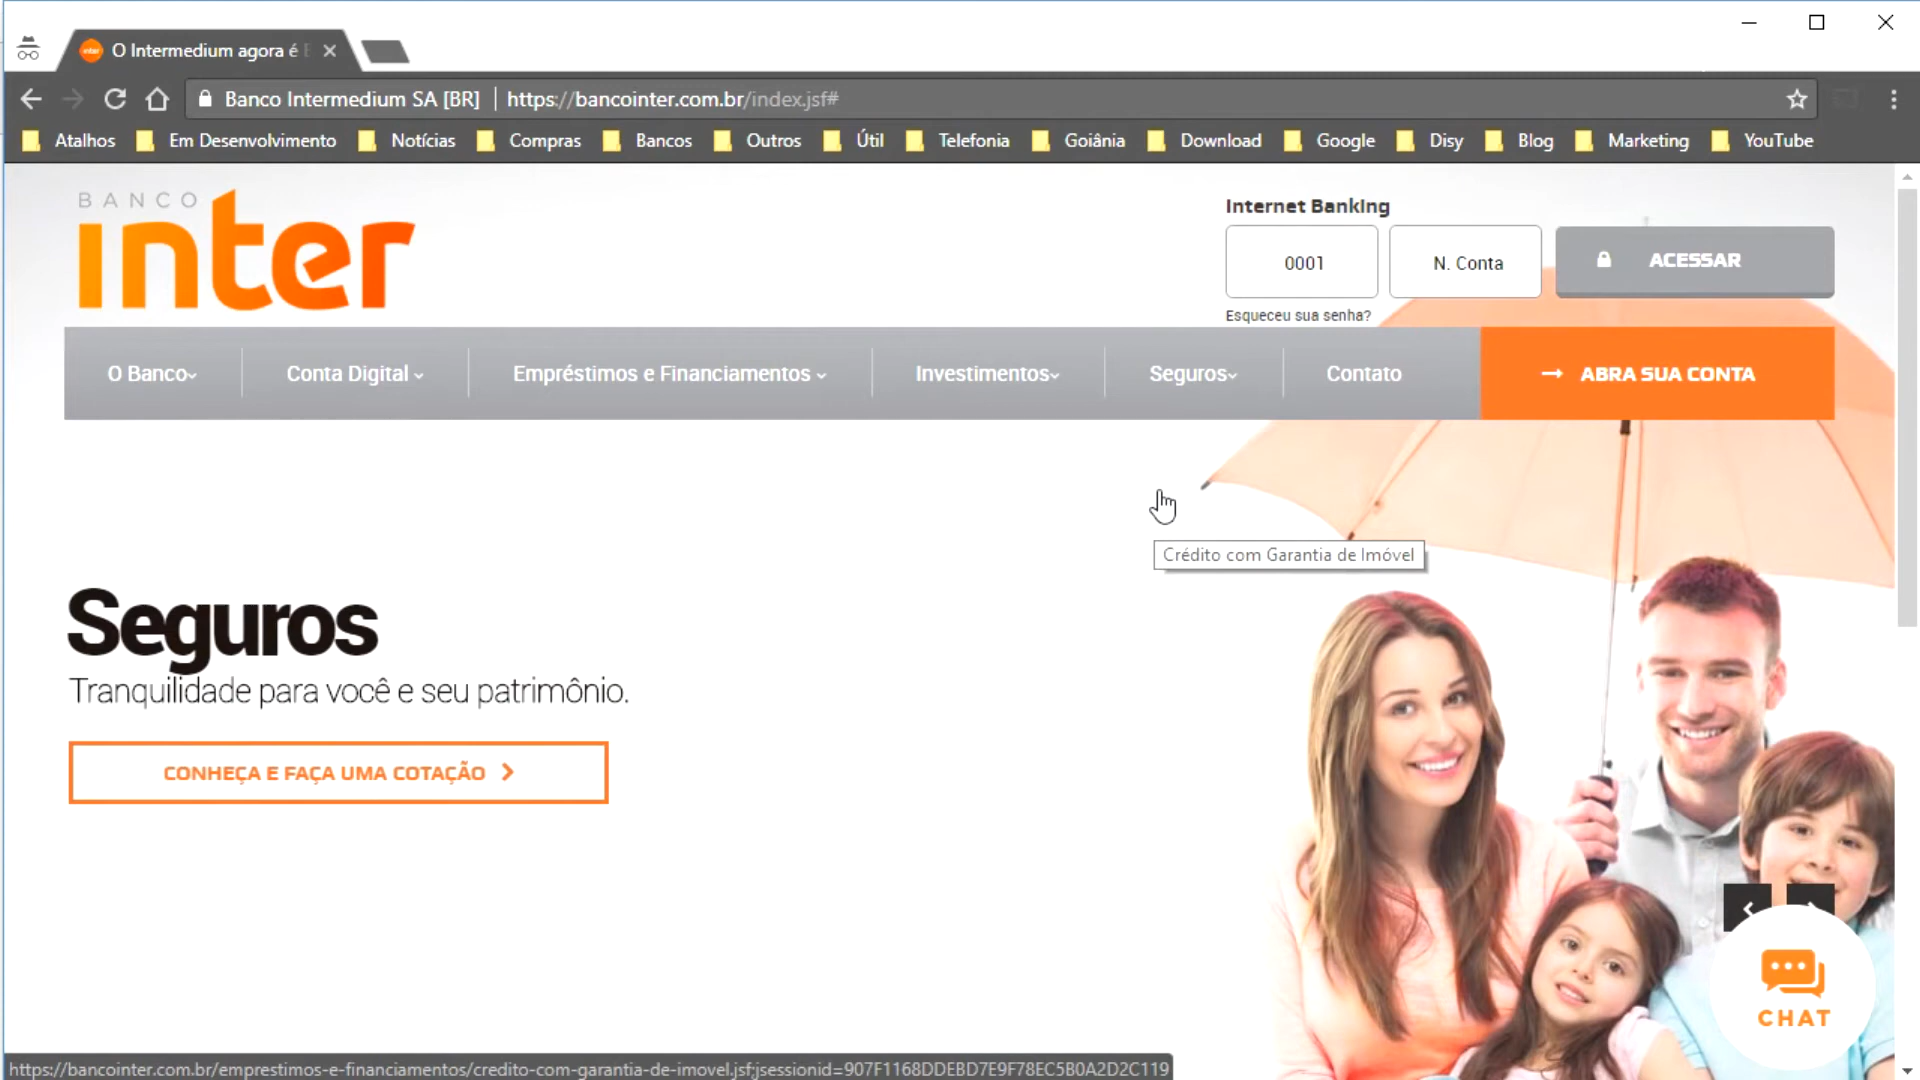 O Intermedium agora é
Banco Intermedium SA [BR] | https://bancointer.com.br/index.jsf#
Atalhos Em Desenvolvimento Notícias Compras Bancos Outros Útil Telefonia Goiânia Download Google Disy Blog Marketing YouTube
BANCO
inter
Internet Banking
0001 N. Conta ACESSAR
Esqueceu sua senha?
O Banco Conta Digital Empréstimos e Financiamentos Investimentos Seguros Contato → ABRA SUA CONTA
Crédito com Garantia de Imóvel
Seguros
Tranquilidade para você e seu patrimônio.
CONHEÇA E FAÇA UMA COTAÇÃO
CHAT
https://bancointer.com.br/emprestimos-e-financiamentos/credito-com-garantia-de-imovel.jsf;jsessionid=907F1168DDEBD7E9F78EC5B0A2D2C119